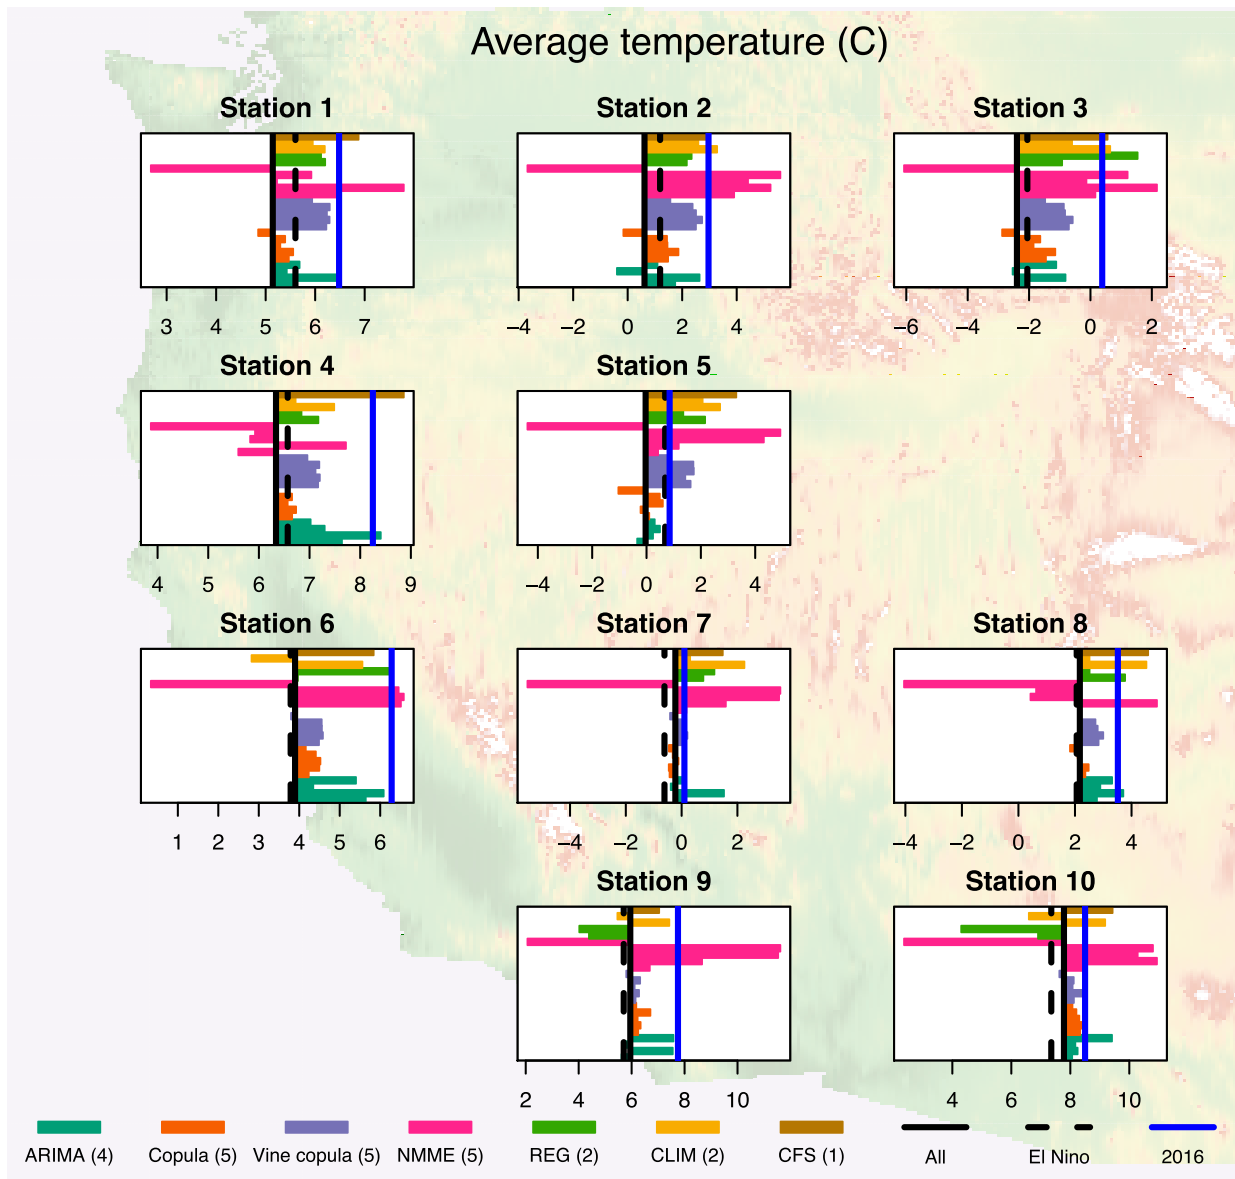 Average temperature (C)
Station 1 Station 2 Station 3
3 4 5 6 7 −4 −2 0 2 4 −6 −4 −2 0 2
Station 4 Station 5
4 5 6 7 8 9 −4 −2 0 2 4
Station 6 Station 7 Station 8
1 2 3 4 5 6 −4 −2 0 2 −4 −2 0 2 4
Station 9 Station 10
2 4 6 8 10 4 6 8 10
ARIMA (4) Copula (5) Vine copula (5) NMME (5) REG (2) CLIM (2) CFS (1) All El Nino 2016